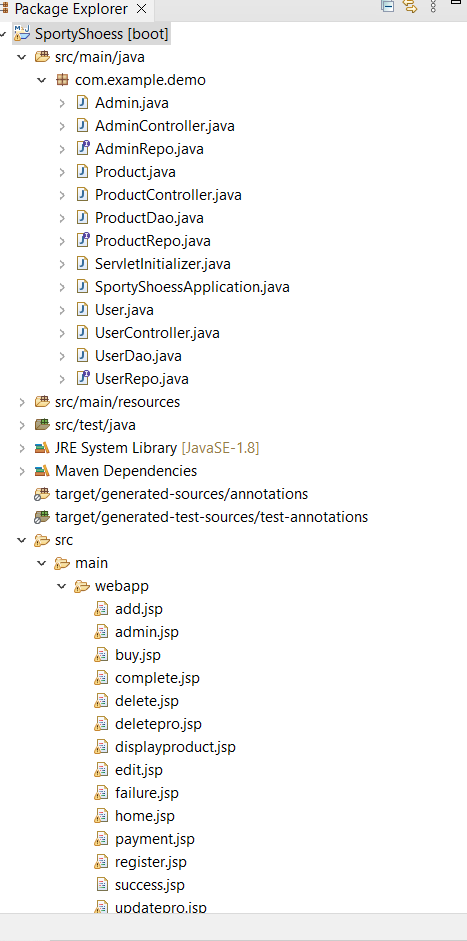 Package Explorer
SportyShoess [boot]
src/main/java
com.example.demo
Admin.java
AdminController.java
AdminRepo.java
Product.java
ProductController.java
ProductDao.java
ProductRepo.java
ServletInitializer.java
SportyShoessApplication.java
User.java
UserController.java
UserDao.java
UserRepo.java
src/main/resources
src/test/java
JRE System Library [JavaSE-1.8]
Maven Dependencies
target/generated-sources/annotations
target/generated-test-sources/test-annotations
src
main
webapp
add.jsp
admin.jsp
buy.jsp
complete.jsp
delete.jsp
deletepro.jsp
displayproduct.jsp
edit.jsp
failure.jsp
home.jsp
payment.jsp
register.jsp
success.jsp
updatepro.jsp